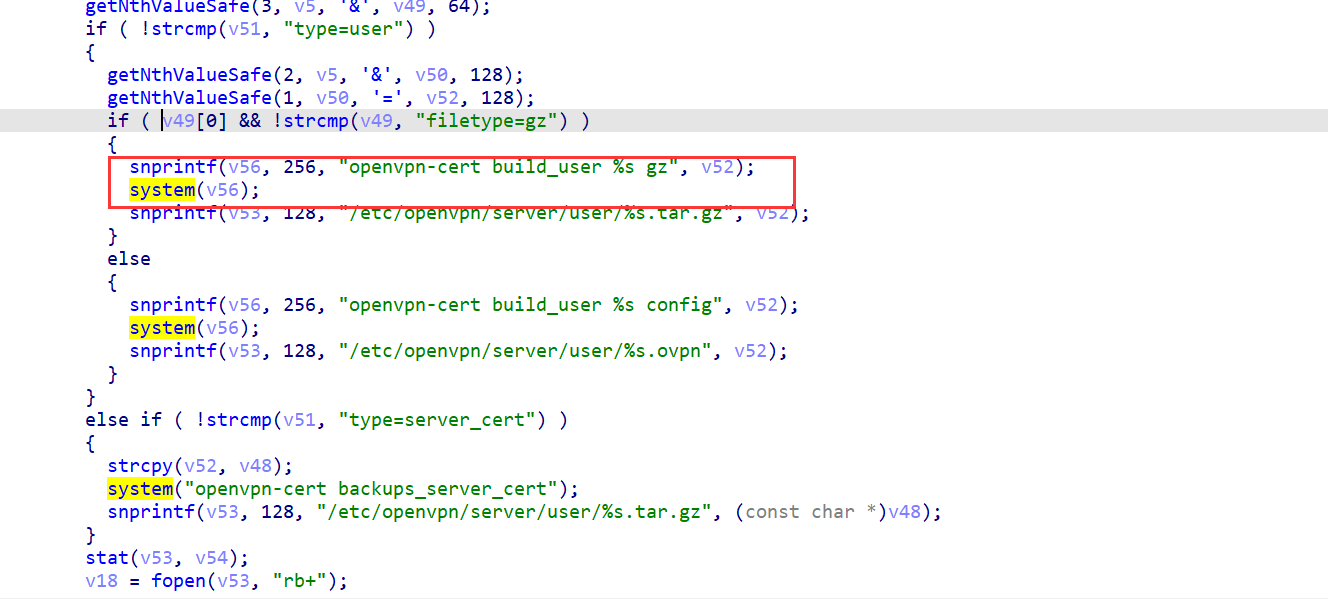 getNthValueSafe(3, v5, '&', v49, 64);
if ( !strcmp(v51, "type=user") )
{
getNthValueSafe(2, v5, '&', v50, 128);
getNthValueSafe(1, v50, '=', v52, 128);
if ( v49[0] && !strcmp(v49, "filetype=gz") )
{
snprintf(v56, 256, "openvpn-cert build_user %s gz", v52);
system(v56);
snprintf(v53, 128, "/etc/openvpn/server/user/%s.tar.gz", v52);
}
else
{
snprintf(v56, 256, "openvpn-cert build_user %s config", v52);
system(v56);
snprintf(v53, 128, "/etc/openvpn/server/user/%s.ovpn", v52);
}
}
else if ( !strcmp(v51, "type=server_cert") )
{
strcpy(v52, v48);
system("openvpn-cert backups_server_cert");
snprintf(v53, 128, "/etc/openvpn/server/user/%s.tar.gz", (const char *)v48);
}
stat(v53, v54);
v18 = fopen(v53, "rb+");